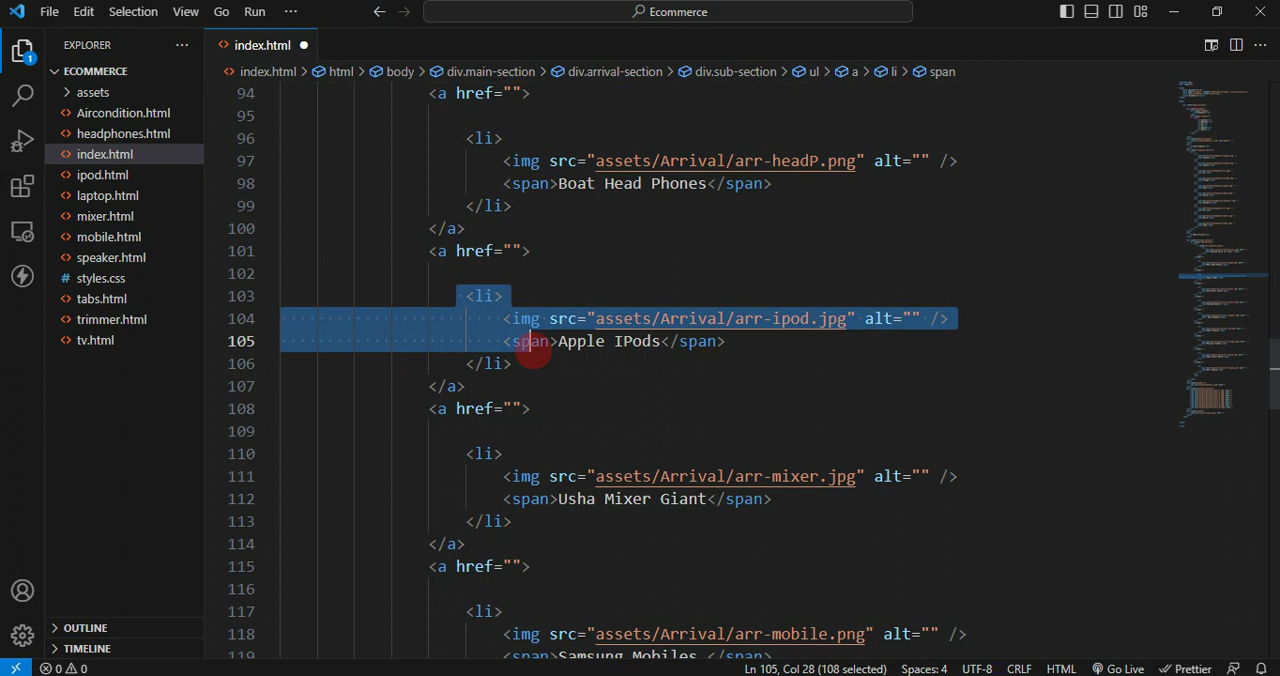 File Edit Selection View Go Run ··· Ecommerce
EXPLORER ···
index.html
index.html > html > body > div.main-section > div.arrival-section > div.sub-section > ul > a > li > span
ECOMMERCE
assets
Aircondition.html
headphones.html
index.html
ipod.html
laptop.html
mixer.html
mobile.html
speaker.html
styles.css
tabs.html
trimmer.html
tv.html
OUTLINE
TIMELINE
1
94 <a href="">
95
96 <li>
97 <img src="assets/Arrival/arr-headP.png" alt="" />
98 <span>Boat Head Phones</span>
99 </li>
100 </a>
101 <a href="">
102
103 <li>
104 <img src="assets/Arrival/arr-ipod.jpg" alt="" />
105 <span>Apple IPods</span>
106 </li>
107 </a>
108 <a href="">
109
110 <li>
111 <img src="assets/Arrival/arr-mixer.jpg" alt="" />
112 <span>Usha Mixer Giant</span>
113 </li>
114 </a>
115 <a href="">
116
117 <li>
118 <img src="assets/Arrival/arr-mobile.png" alt="" />
119 <span>Samsung Mobiles </span>
0 0 Ln 105, Col 28 (108 selected) Spaces: 4 UTF-8 CRLF HTML Go Live Prettier